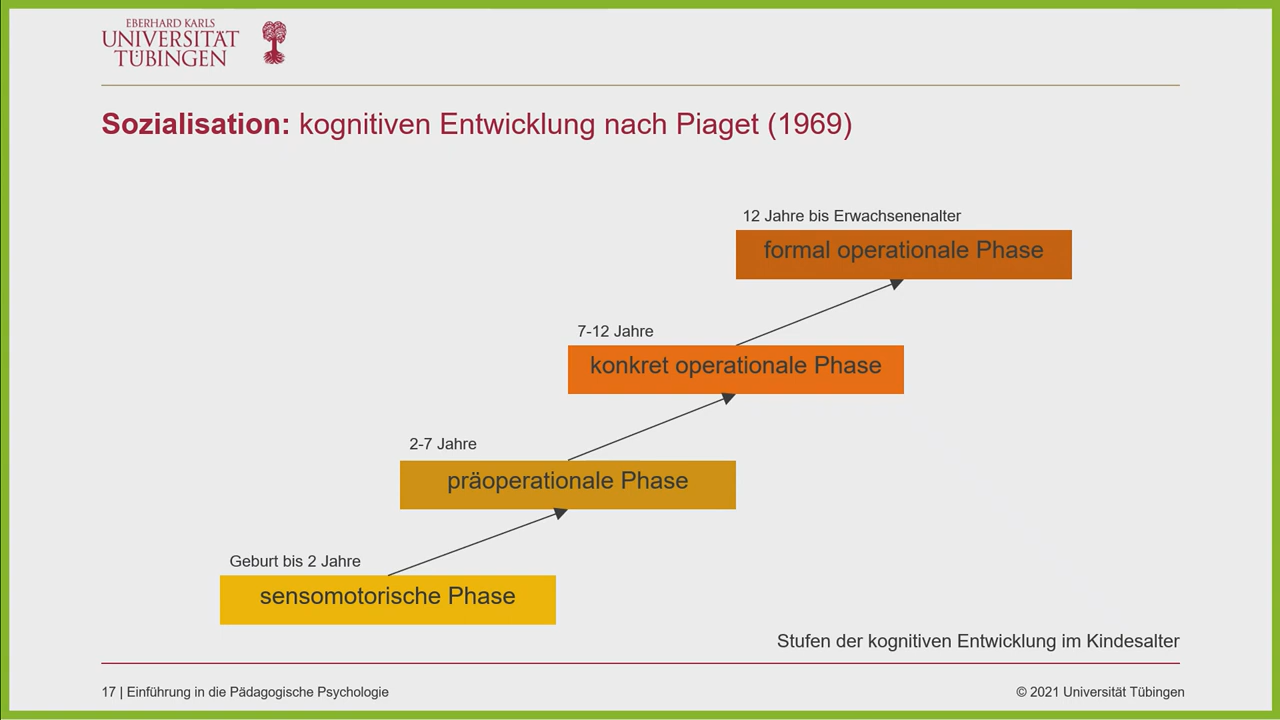 EBERHARD KARLS
UNIVERSITÄT
TÜBINGEN
Sozialisation: kognitiven Entwicklung nach Piaget (1969)
12 Jahre bis Erwachsenenalter
formal operationale Phase
7-12 Jahre
konkret operationale Phase
2-7 Jahre
präoperationale Phase
Geburt bis 2 Jahre
sensomotorische Phase
Stufen der kognitiven Entwicklung im Kindesalter
17 | Einführung in die Pädagogische Psychologie
© 2021 Universität Tübingen